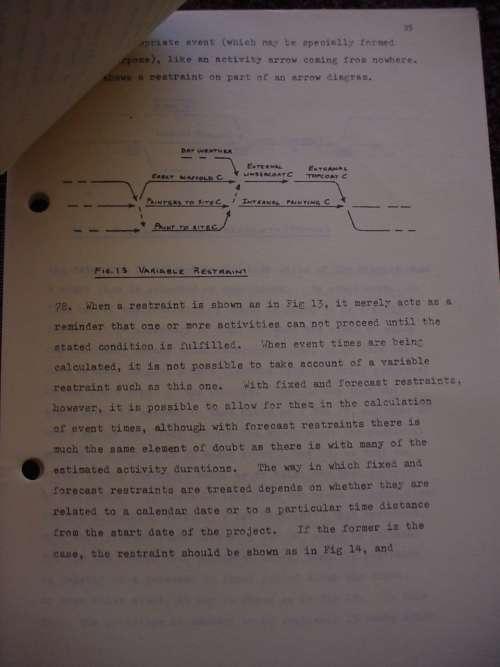 35
opriate event (which may be specially formed
urpose), like an activity arrow coming from nowhere.
hows a restraint on part of an arrow diagram.
DRY WEATHER
ERECT SCAFFOLD C
EXTERNAL
UNDERCOAT C
EXTERNAL
TOPCOAT C
PAINTERS TO SITE C
INTERNAL PAINTING C
PAINT TO SITE C
FIG.13 VARIABLE RESTRAINT
78. When a restraint is shown as in Fig 13, it merely acts as a
reminder that one or more activities can not proceed until the
stated condition is fulfilled. When event times are being
calculated, it is not possible to take account of a variable
restraint such as this one. With fixed and forecast restraints,
however, it is possible to allow for them in the calculation
of event times, although with forecast restraints there is
much the same element of doubt as there is with many of the
estimated activity durations. The way in which fixed and
forecast restraints are treated depends on whether they are
related to a calendar date or to a particular time distance
from the start date of the project. If the former is the
case, the restraint should be shown as in Fig 14, and